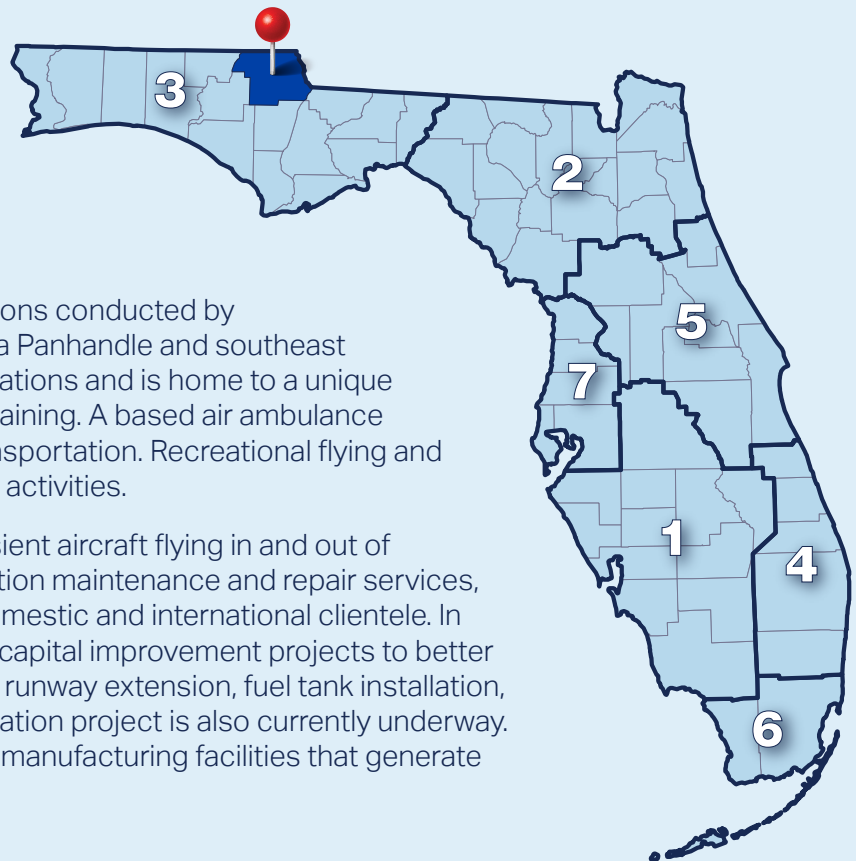 3
2
5
7
1
4
6
ons conducted by
a Panhandle and southeast
ations and is home to a unique
aining. A based air ambulance
nsportation. Recreational flying and
activities.
sient aircraft flying in and out of
tion maintenance and repair services,
mestic and international clientele. In
capital improvement projects to better
runway extension, fuel tank installation,
ation project is also currently underway.
manufacturing facilities that generate